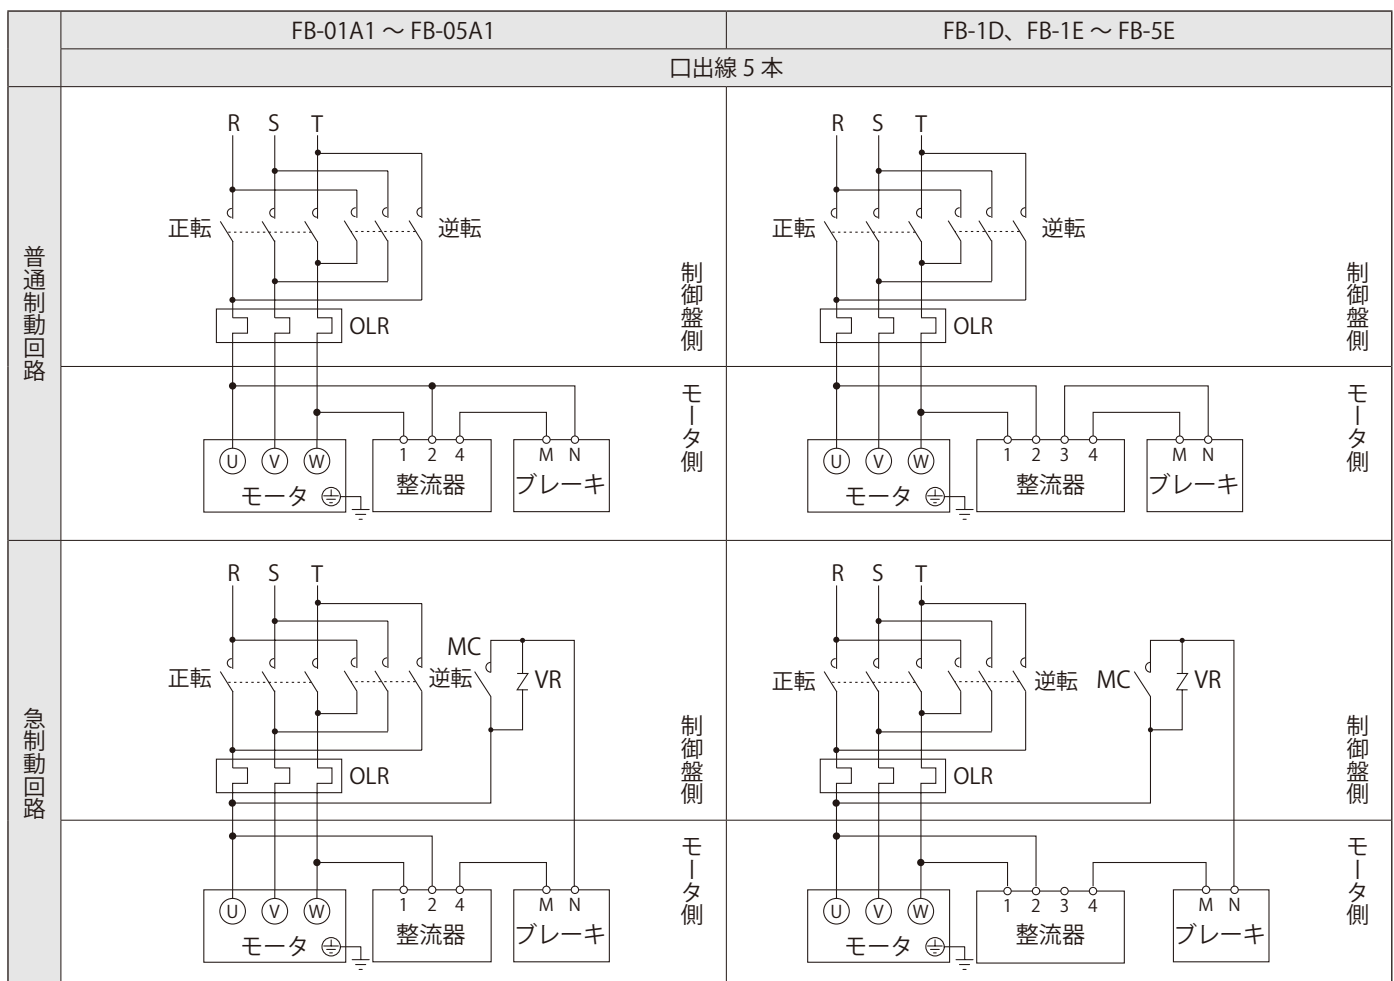 FB-01A1 ～ FB-05A1
FB-1D、FB-1E ～ FB-5E
口出線 5 本
普通制動回路
R S T
正転
逆転
OLR
制御盤側
U V W
モータ
1 2 4
整流器
M N
ブレーキ
モータ側
R S T
正転
逆転
OLR
制御盤側
U V W
モータ
1 2 3 4
整流器
M N
ブレーキ
モータ側
急制動回路
R S T
正転
逆転
MC
VR
OLR
制御盤側
U V W
モータ
1 2 4
整流器
M N
ブレーキ
モータ側
R S T
正転
逆転
MC
VR
OLR
制御盤側
U V W
モータ
1 2 3 4
整流器
M N
ブレーキ
モータ側